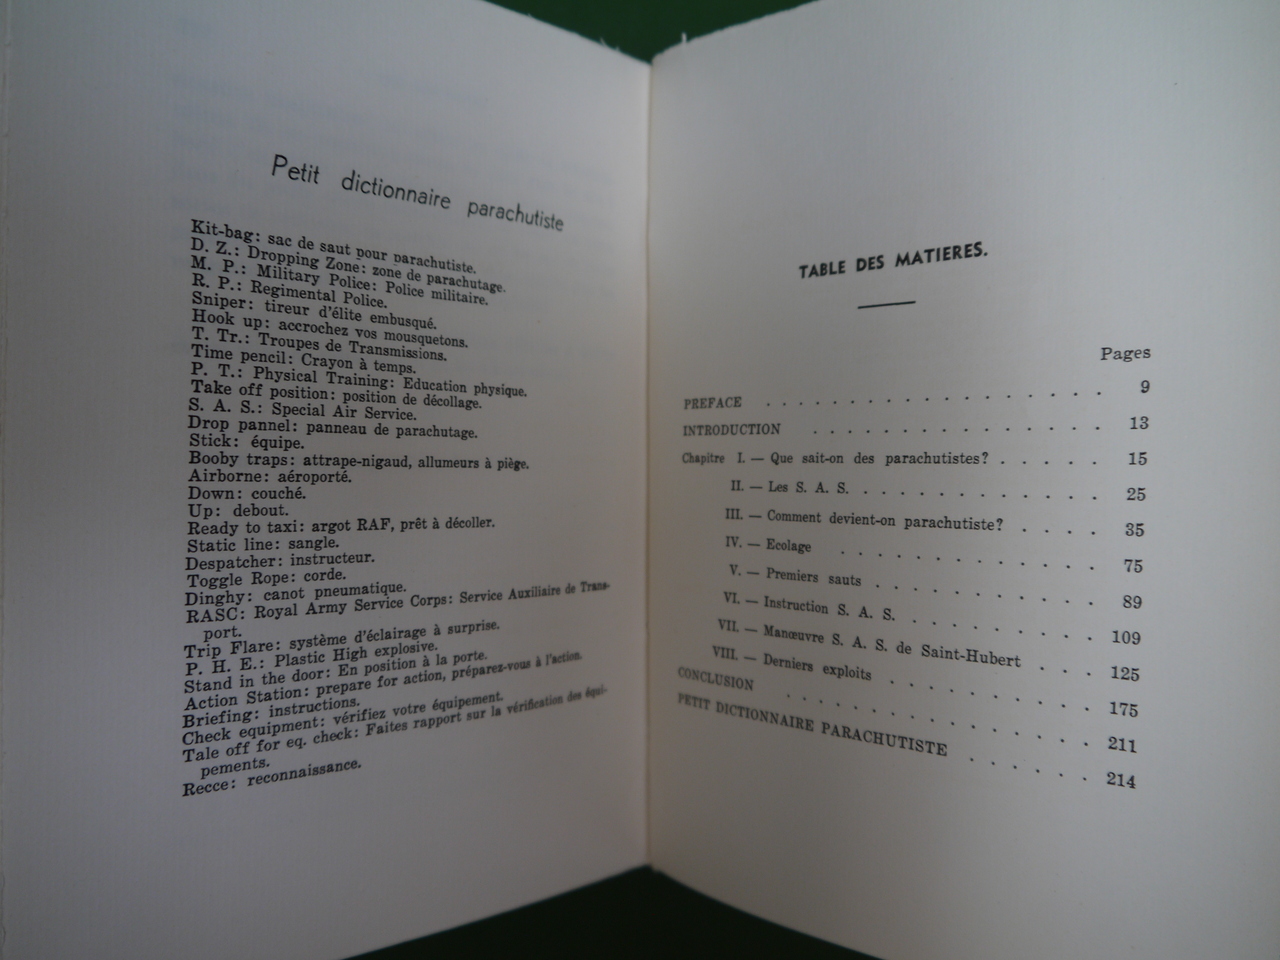 Petit dictionnaire parachutiste
Kit-bag: sac de saut pour parachutiste.
D. Z.: Dropping Zone: zone de parachutage.
M. P.: Military Police: Police militaire.
R. P.: Regimental Police.
Sniper: tireur d'élite embusqué.
Hook up: accrochez vos mousquetons.
T. Tr.: Troupes de Transmissions.
Time pencil: Crayon à temps.
P. T.: Physical Training: Education physique.
Take off position: position de décollage.
S. A. S.: Special Air Service.
Drop pannel: panneau de parachutage.
Stick: équipe.
Booby traps: attrape-nigaud, allumeurs à piège.
Airborne: aéroporté.
Down: couché.
Up: debout.
Ready to taxi: argot RAF, prêt à décoller.
Static line: sangle.
Despatcher: instructeur.
Toggle Rope: corde.
Dinghy: canot pneumatique.
RASC: Royal Army Service Corps: Service Auxiliaire de Trans-
port.
Trip Flare: système d'éclairage à surprise.
P. H. E.: Plastic High explosive.
Stand in the door: En position à la porte.
Action Station: prepare for action, préparez-vous à l'action.
Briefing: instructions.
Check equipment: vérifiez votre équipement.
Tale off for eq. check: Faites rapport sur la vérification des équi-
pements.
Recce: reconnaissance.
TABLE DES MATIERES.
Pages
PREFACE . . . . . . . . . . . . . . . . . 9
INTRODUCTION . . . . . . . . . . . . . . . 13
Chapitre I. — Que sait-on des parachutistes? . . . . . 15
II. — Les S. A. S. . . . . . . . . . . . . 25
III. — Comment devient-on parachutiste? . . . . 35
IV. — Ecolage . . . . . . . . . . . . 75
V. — Premiers sauts . . . . . . . . . . . 89
VI. — Instruction S. A. S. . . . . . . . . . 109
VII. — Manœuvre S. A. S. de Saint-Hubert . . . 125
VIII. — Derniers exploits . . . . . . . . . . 175
CONCLUSION . . . . . . . . . . . . . . 211
PETIT DICTIONNAIRE PARACHUTISTE . . . . . . 214